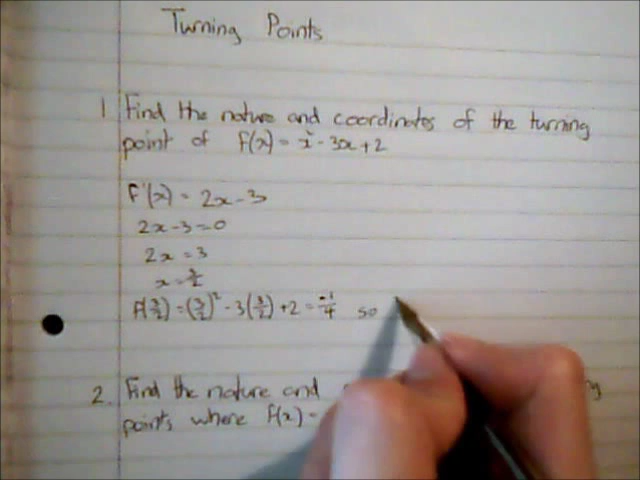 Turning Points
1 Find the nature and coordinates of the turning
point of f(x) = x² - 3x + 2
f'(x) = 2x - 3
2x - 3 = 0
2x = 3
x = 3/2
f(3/2) = (3/2)² - 3(3/2) + 2 = -1/4 so
2. Find the nature and
points where f(x) =